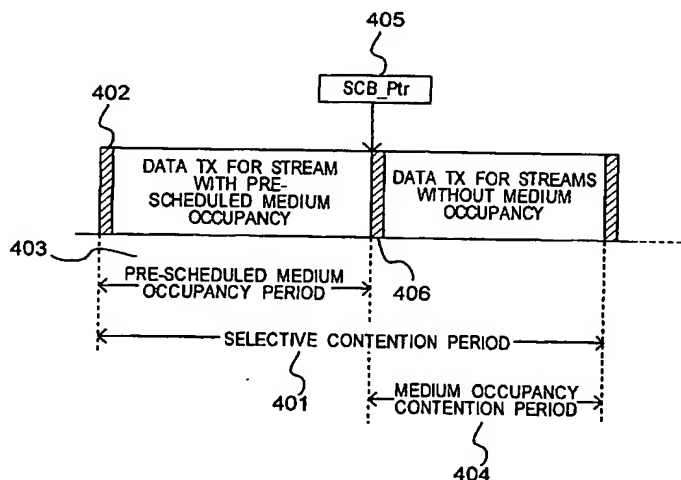 405
SCB_Ptr
402
DATA TX FOR STREAM
WITH PRE-
SCHEDULED MEDIUM
OCCUPANCY
DATA TX FOR STREAMS
WITHOUT MEDIUM
OCCUPANCY
403
PRE-SCHEDULED MEDIUM
OCCUPANCY PERIOD
406
SELECTIVE CONTENTION PERIOD
401
MEDIUM OCCUPANCY
CONTENTION PERIOD
404